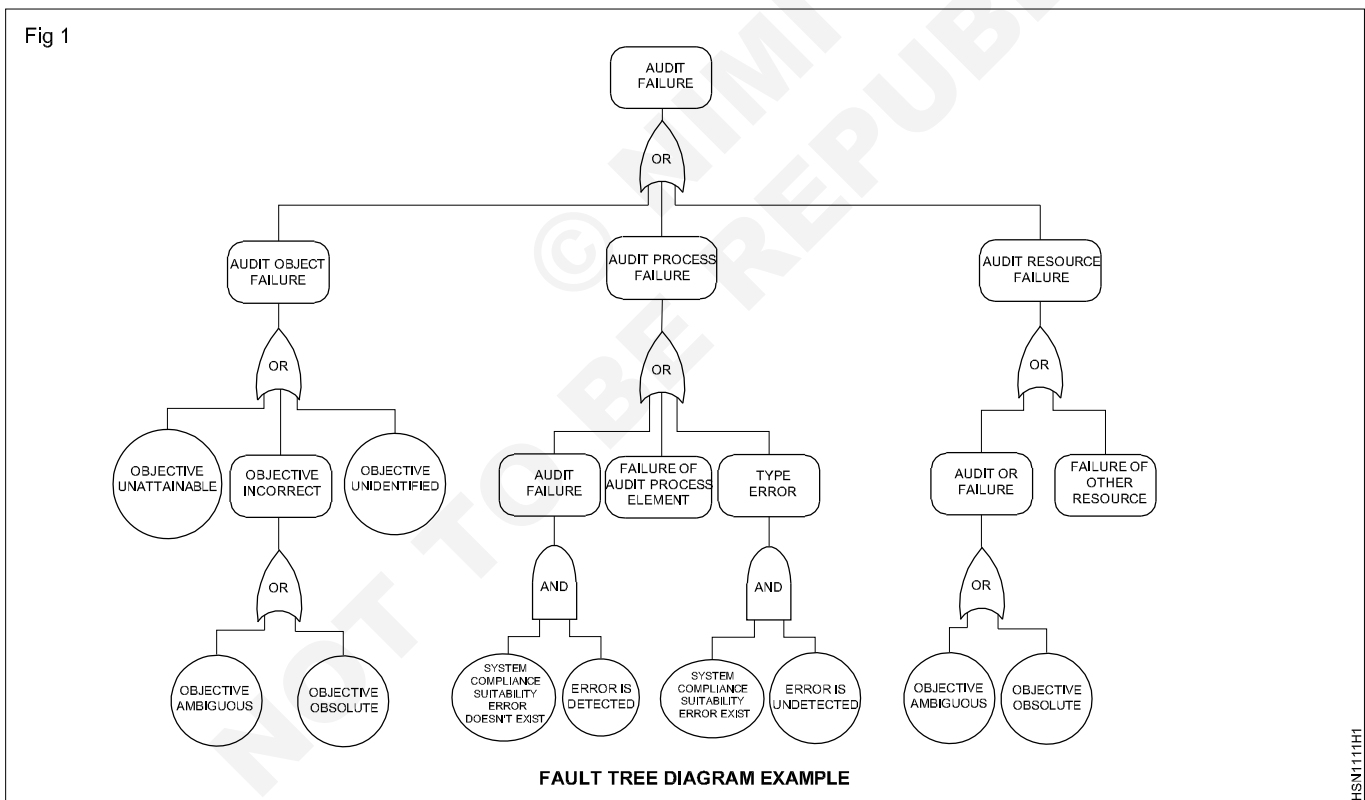 Fig 1
AUDIT
FAILURE
OR
AUDIT OBJECT
FAILURE
AUDIT PROCESS
FAILURE
AUDIT RESOURCE
FAILURE
OR
OR
OR
OBJECTIVE
UNATTAINABLE
OBJECTIVE
INCORRECT
OBJECTIVE
UNIDENTIFIED
AUDIT
FAILURE
FAILURE OF
AUDIT PROCESS
ELEMENT
TYPE
ERROR
AUDIT OR
FAILURE
FAILURE OF
OTHER
RESOURCE
OR
AND
AND
OR
OBJECTIVE
AMBIGUOUS
OBJECTIVE
OBSOLUTE
SYSTEM
COMPLIANCE
SUITABILITY
ERROR
DOESN'T EXIST
ERROR IS
DETECTED
SYSTEM
COMPLIANCE
SUITABILITY
ERROR EXIST
ERROR IS
UNDETECTED
OBJECTIVE
AMBIGUOUS
OBJECTIVE
OBSOLUTE
FAULT TREE DIAGRAM EXAMPLE
HSN1111H1
© NIMI
NOT TO BE REPUB